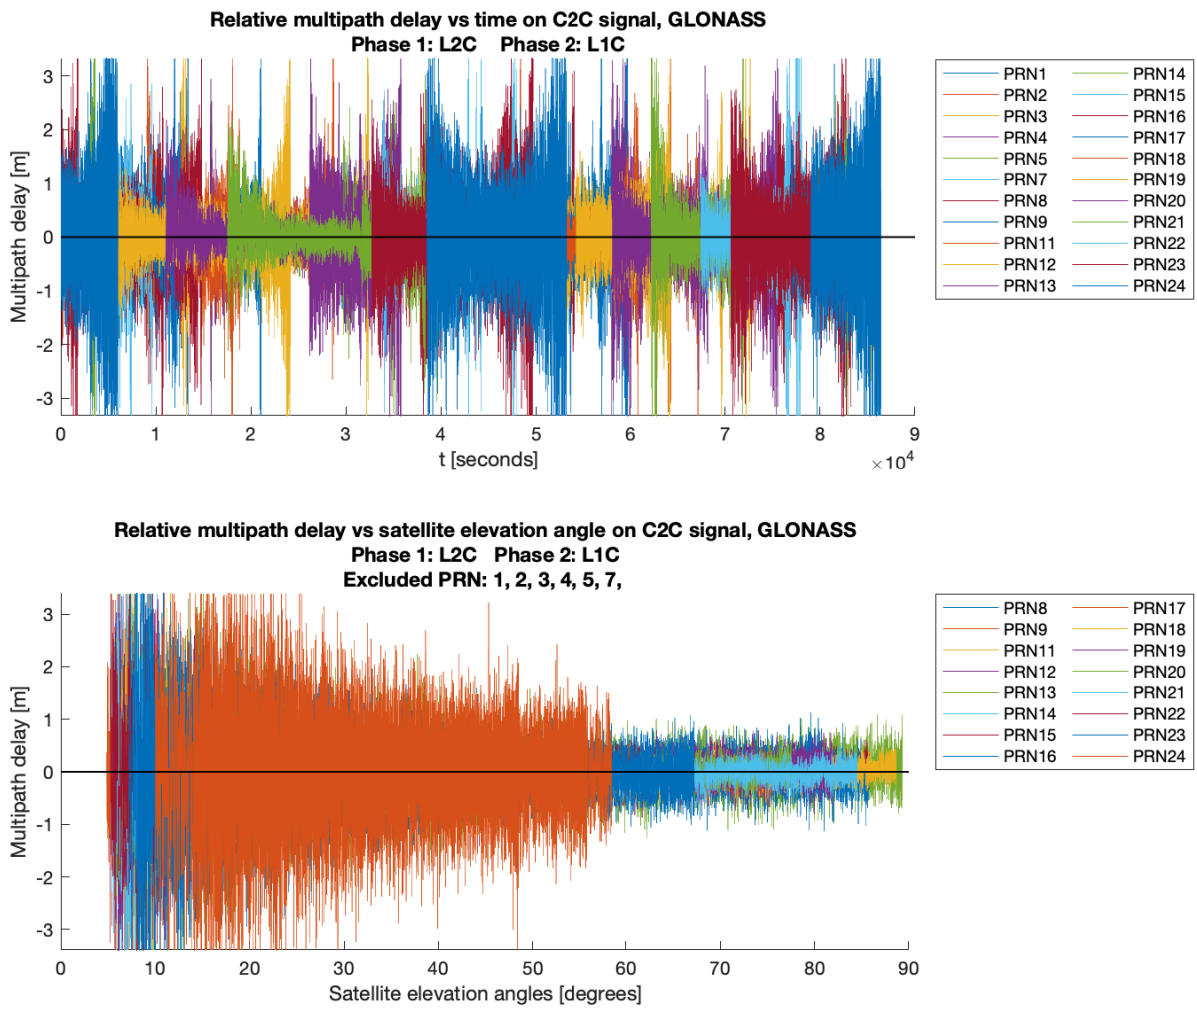 Relative multipath delay vs time on C2C signal, GLONASS
Phase 1: L2C Phase 2: L1C
Multipath delay [m]
3
2
1
0
-1
-2
-3
0 1 2 3 4 5 6 7 8 9
t [seconds]
×10⁴
PRN1 PRN14
PRN2 PRN15
PRN3 PRN16
PRN4 PRN17
PRN5 PRN18
PRN7 PRN19
PRN8 PRN20
PRN9 PRN21
PRN11 PRN22
PRN12 PRN23
PRN13 PRN24
Relative multipath delay vs satellite elevation angle on C2C signal, GLONASS
Phase 1: L2C Phase 2: L1C
Excluded PRN: 1, 2, 3, 4, 5, 7,
Multipath delay [m]
3
2
1
0
-1
-2
-3
0 10 20 30 40 50 60 70 80 90
Satellite elevation angles [degrees]
PRN8 PRN17
PRN9 PRN18
PRN11 PRN19
PRN12 PRN20
PRN13 PRN21
PRN14 PRN22
PRN15 PRN23
PRN16 PRN24